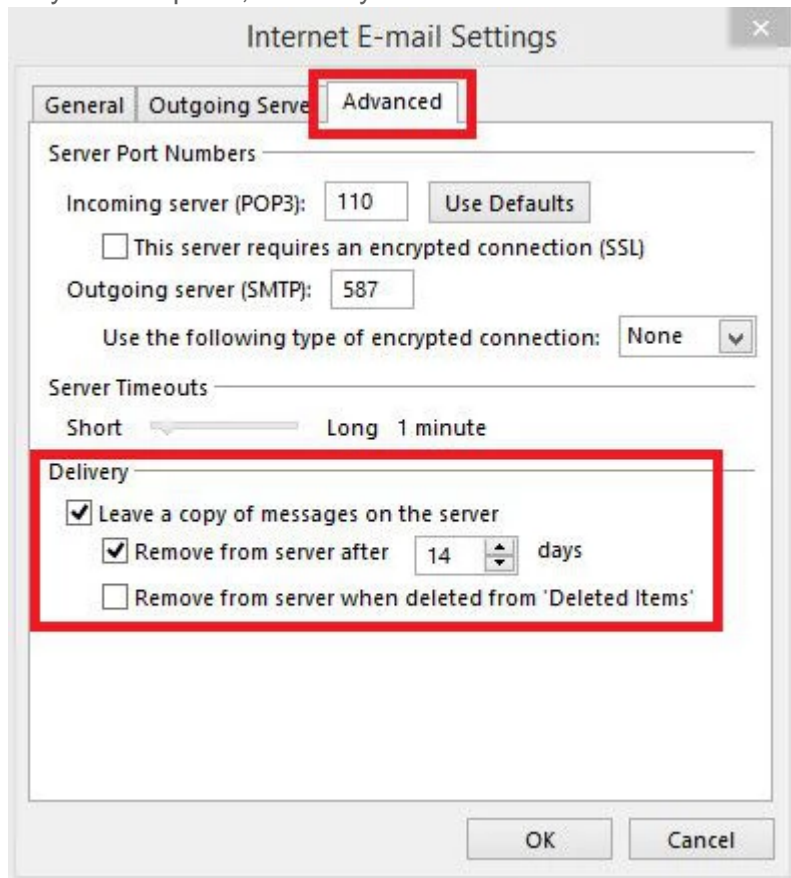 Internet E-mail Settings
General Outgoing Serve Advanced
Server Port Numbers
Incoming server (POP3): 110 Use Defaults
This server requires an encrypted connection (SSL)
Outgoing server (SMTP): 587
Use the following type of encrypted connection: None
Server Timeouts
Short Long 1 minute
Delivery
Leave a copy of messages on the server
Remove from server after 14 days
Remove from server when deleted from 'Deleted Items'
OK Cancel